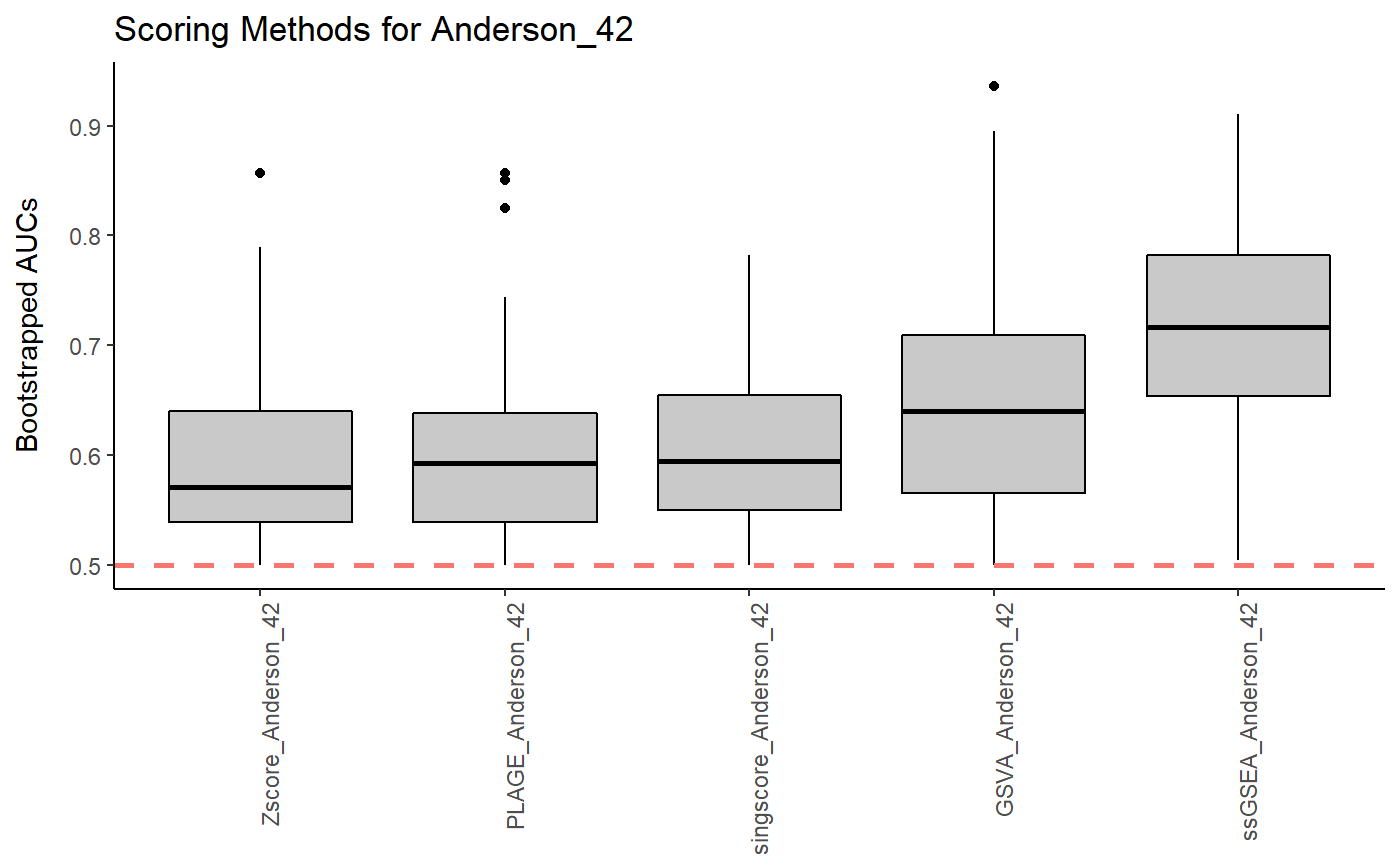 Scoring Methods for Anderson_42
Bootstrapped AUCs
0.9
0.8
0.7
0.6
0.5
Zscore_Anderson_42
PLAGE_Anderson_42
singscore_Anderson_42
GSVA_Anderson_42
ssGSEA_Anderson_42